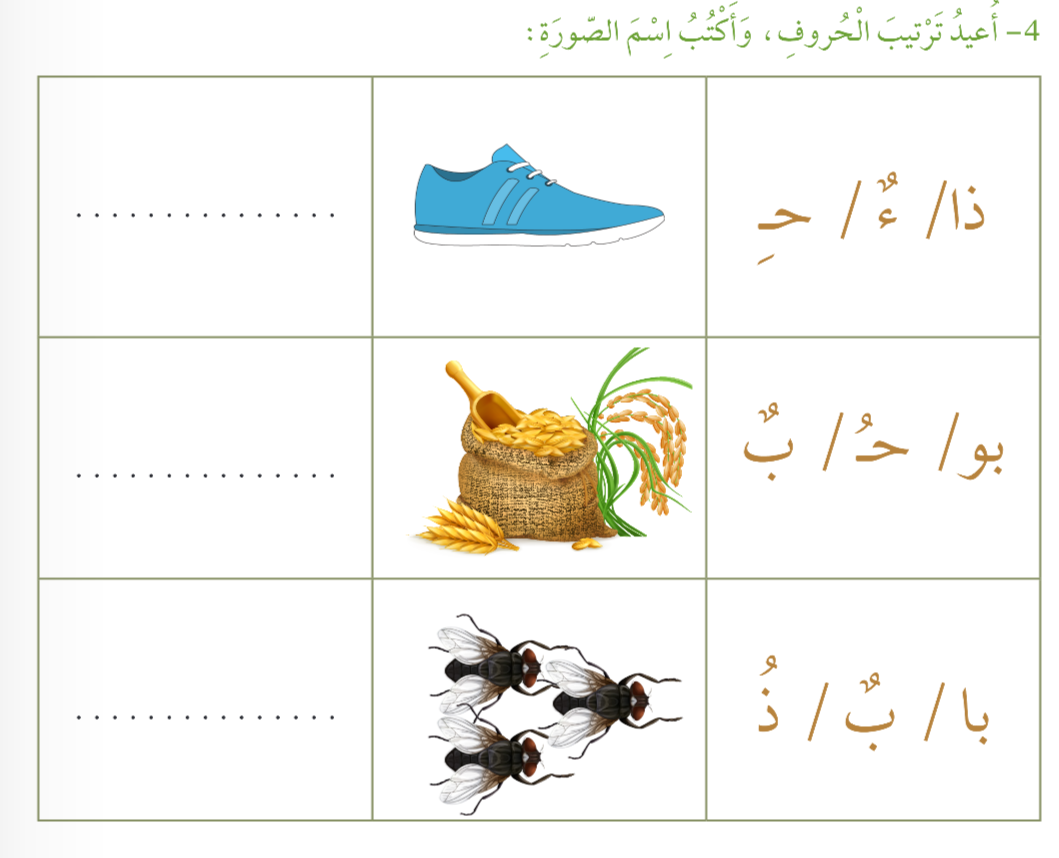 4- أُعيدُ تَرْتيبَ الْحُروفِ ، وَأَكْتُبُ اِسْمَ الصّورَةِ :
ذا/ ءٌ / حِـ
...............
بو/ حُـ / بٌ
...............
با / بٌ / ذُ
...............